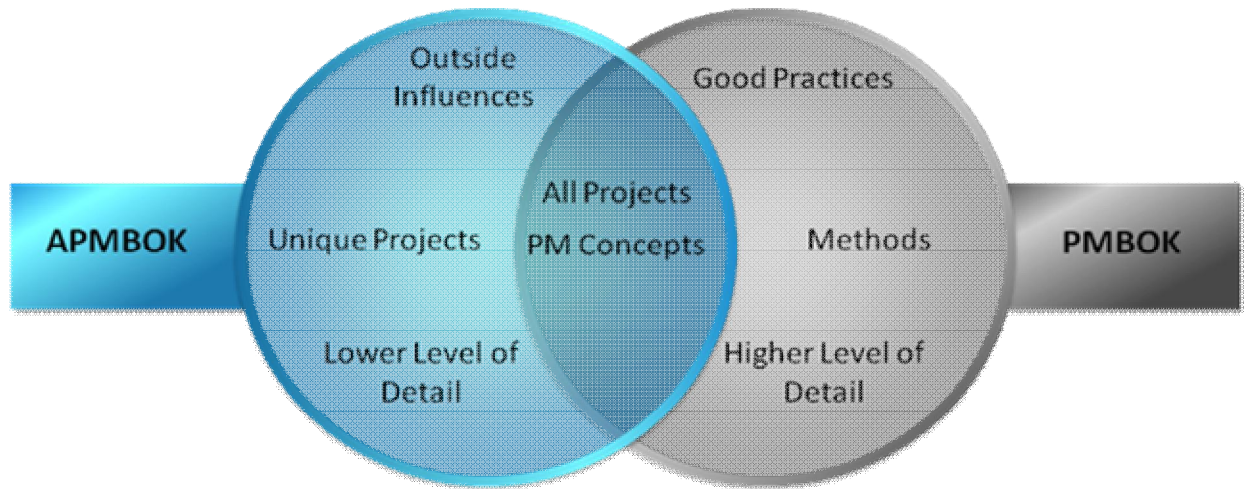 APMBOK
Outside
Influences
Unique Projects
Lower Level of
Detail
All Projects
PM Concepts
Good Practices
Methods
Higher Level of
Detail
PMBOK